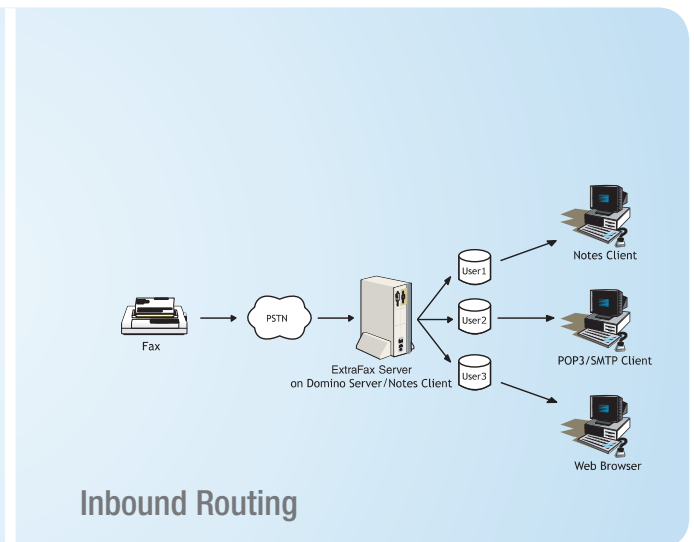 Fax
PSTN
ExtraFax Server
on Domino Server/Notes Client
User1
User2
User3
Notes Client
POP3/SMTP Client
Web Browser
Inbound Routing